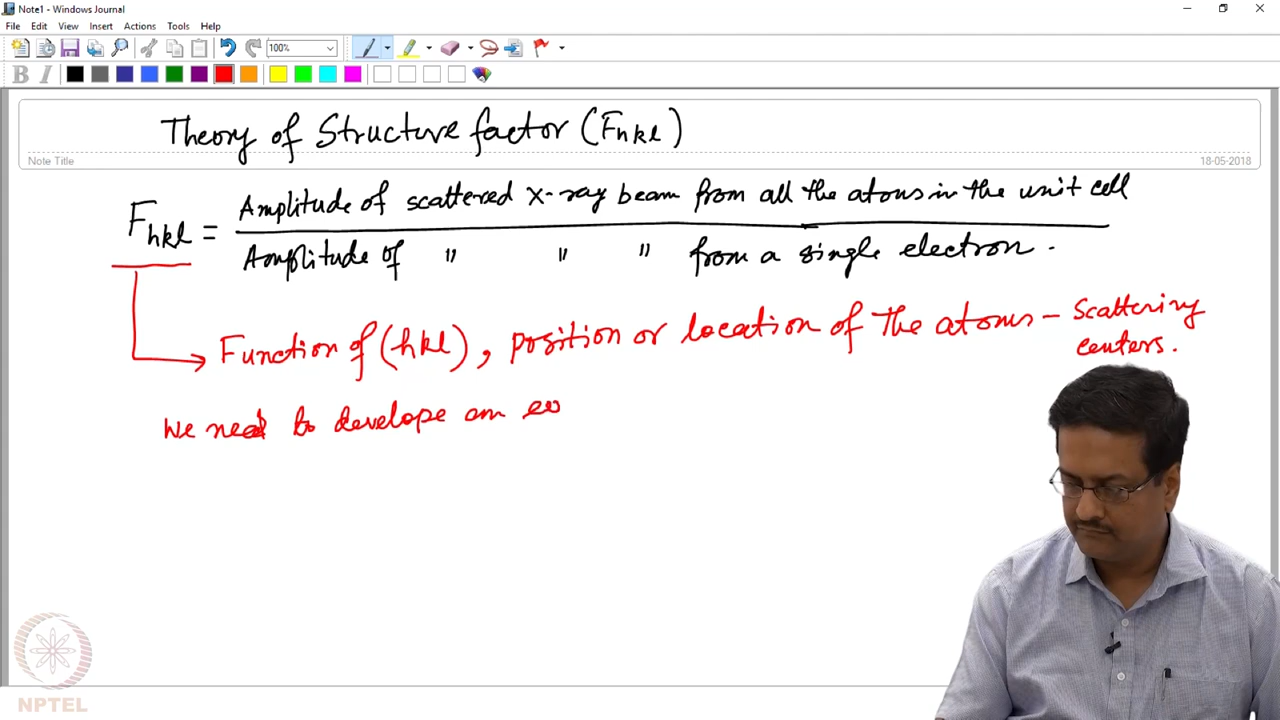 Note1 - Windows Journal
File Edit View Insert Actions Tools Help
100%
B I
Theory of Structure factor (Fhkl)
Note Title
18-05-2018
Fhkl = Amplitude of scattered x-ray beam from all the atoms in the unit cell
Amplitude of " " " from a single electron.
Function of (hkl), position or location of the atoms - Scattering
centers.
We need to develope an
NPTEL